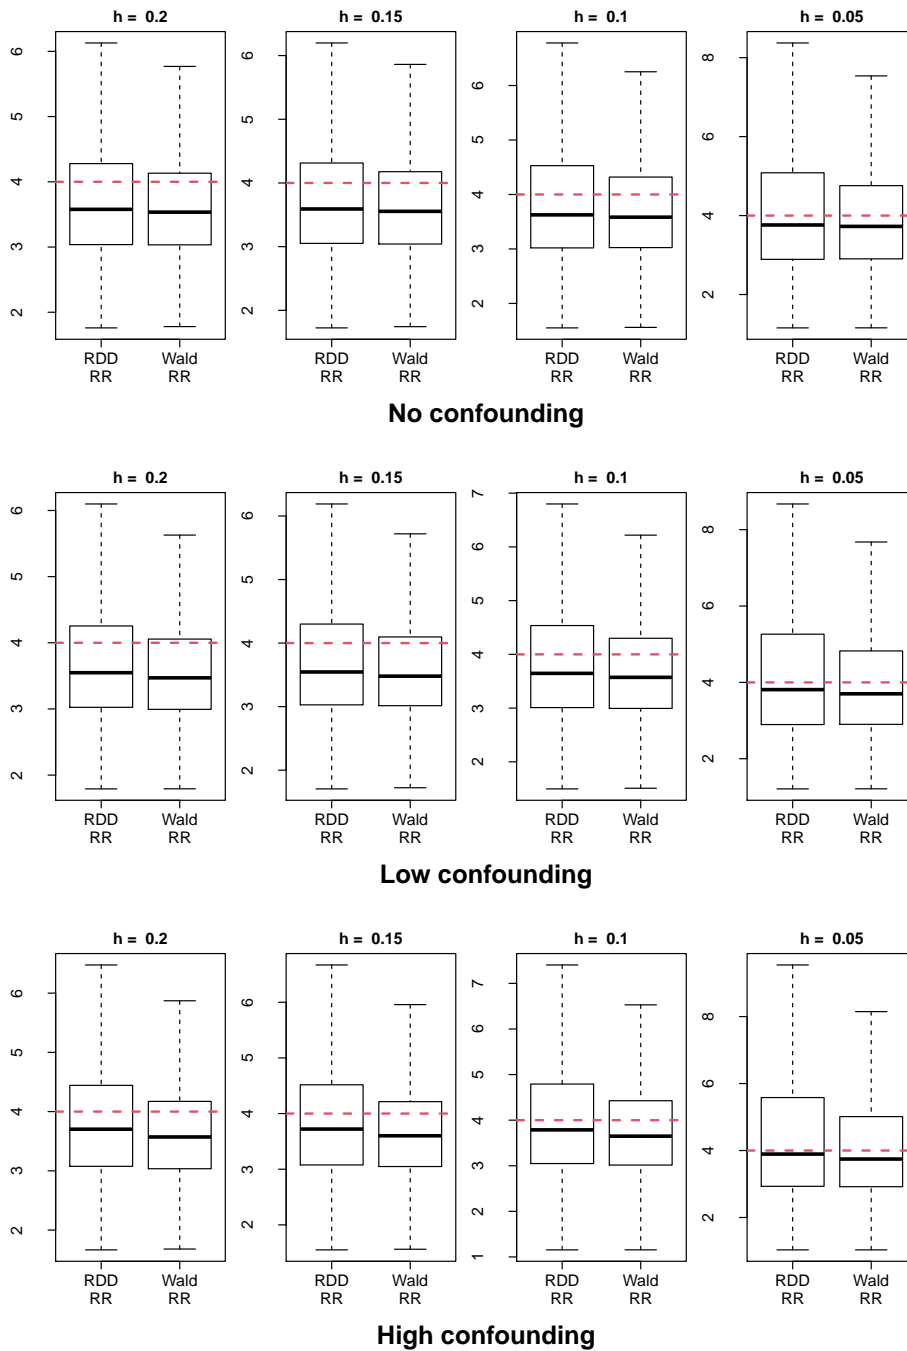 h = 0.2 h = 0.15 h = 0.1 h = 0.05
6 6 6 8
5 5 5 6
4 4 4 4
3 3 3 2
2 2 2
RDD Wald RDD Wald RDD Wald RDD Wald
RR RR RR RR RR RR RR RR
No confounding
h = 0.2 h = 0.15 h = 0.1 h = 0.05
6 6 7 8
5 5 6 6
4 4 5 4
3 3 4 2
2 2 3
2
RDD Wald RDD Wald RDD Wald RDD Wald
RR RR RR RR RR RR RR RR
Low confounding
h = 0.2 h = 0.15 h = 0.1 h = 0.05
6 6 7 8
5 5 6 6
4 4 5 4
3 3 4 2
2 2 3
2
1
RDD Wald RDD Wald RDD Wald RDD Wald
RR RR RR RR RR RR RR RR
High confounding